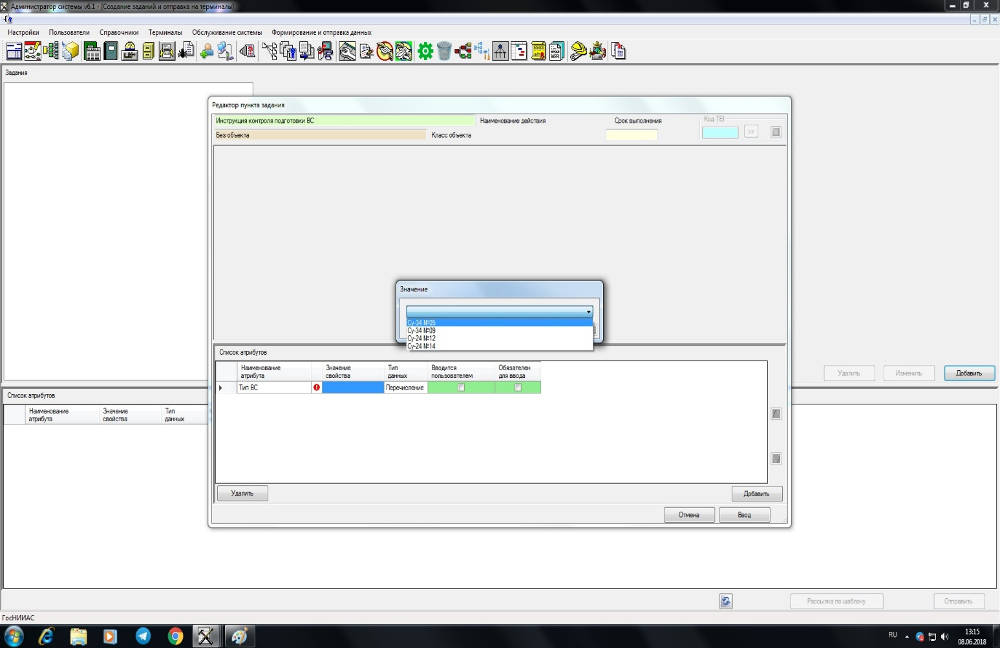 Администратор системы v6.1 - [Создание заданий и отправка на терминалы]
Настройки Пользователи Справочники Терминалы Обслуживание системы Формирование и отправка данных
Задания
Редактор пункта задания
Инструкция контроля подготовки ВС
Наименование действия
Срок выполнения
Код TEI
>>
Без объекта
Класс объекта
Значение
Су-34 №05
Су-34 №09
Су-24 №12
Су-24 №14
Список атрибутов
Наименование атрибута
Значение свойства
Тип данных
Вводится пользователем
Обязателен для ввода
Тип ВС
Перечисление
Удалить
Добавить
Отмена
Ввод
Удалить
Изменить
Добавить
Список атрибутов
Наименование атрибута
Значение свойства
Тип данных
Рассылка по шаблону
Отправить
ГосНИИАС
RU
13:15
08.06.2018